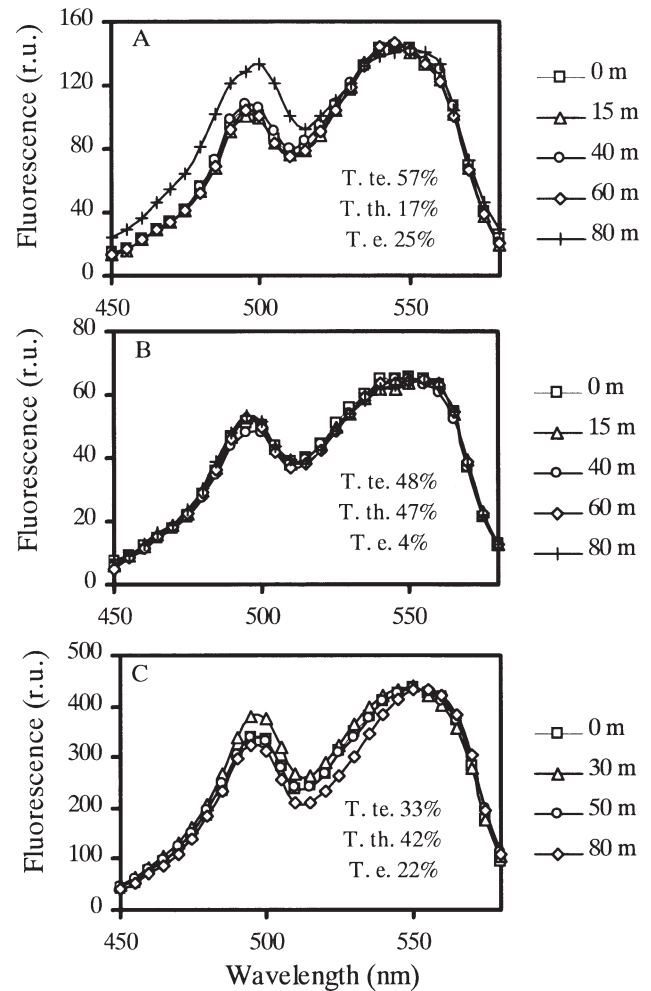 Fluorescence (r.u.)
160
120
80
40
0
A
T. te. 57%
T. th. 17%
T. e. 25%
450
500
550
0 m
15 m
40 m
60 m
80 m
Fluorescence (r.u.)
80
60
40
20
0
B
T. te. 48%
T. th. 47%
T. e. 4%
450
500
550
0 m
15 m
40 m
60 m
80 m
Fluorescence (r.u.)
500
400
300
200
100
0
C
T. te. 33%
T. th. 42%
T. e. 22%
450
500
550
0 m
30 m
50 m
80 m
Wavelength (nm)